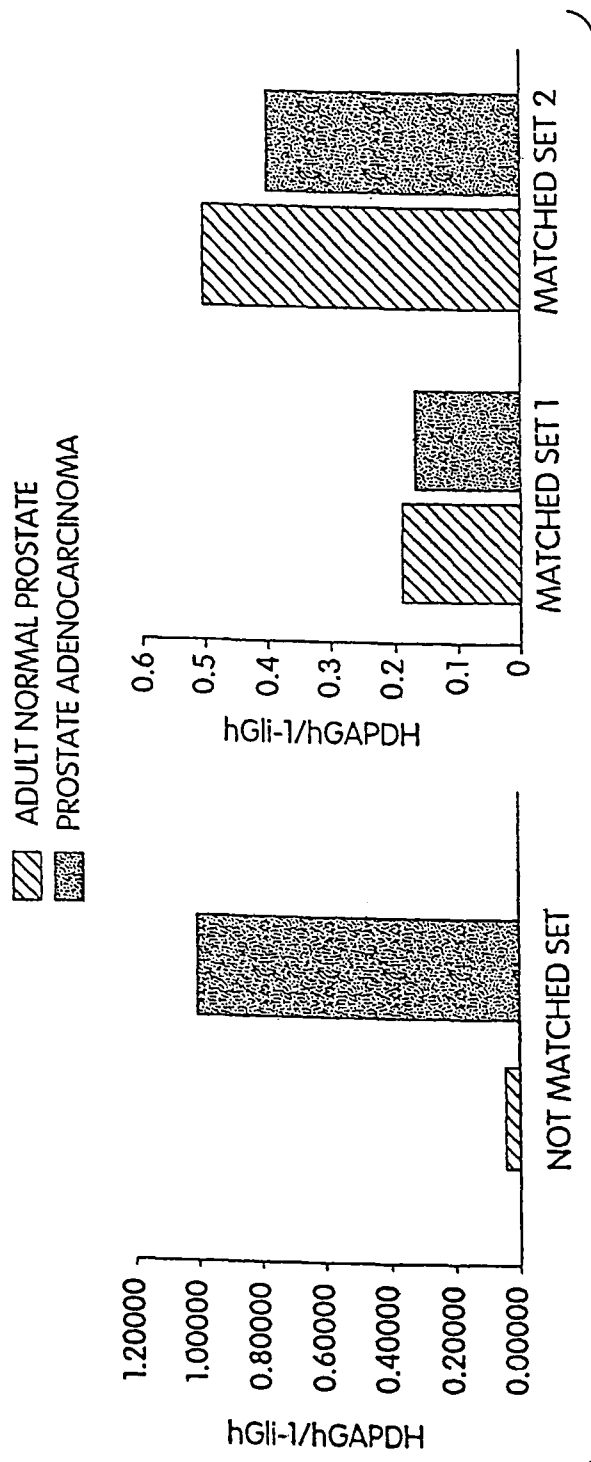 ADULT NORMAL PROSTATE
PROSTATE ADENOCARCINOMA
1.20000
1.00000
0.80000
0.60000
0.40000
0.20000
0.00000
hGli-1/hGAPDH
NOT MATCHED SET
0.6
0.5
0.4
0.3
0.2
0.1
0
hGli-1/hGAPDH
MATCHED SET 1
MATCHED SET 2